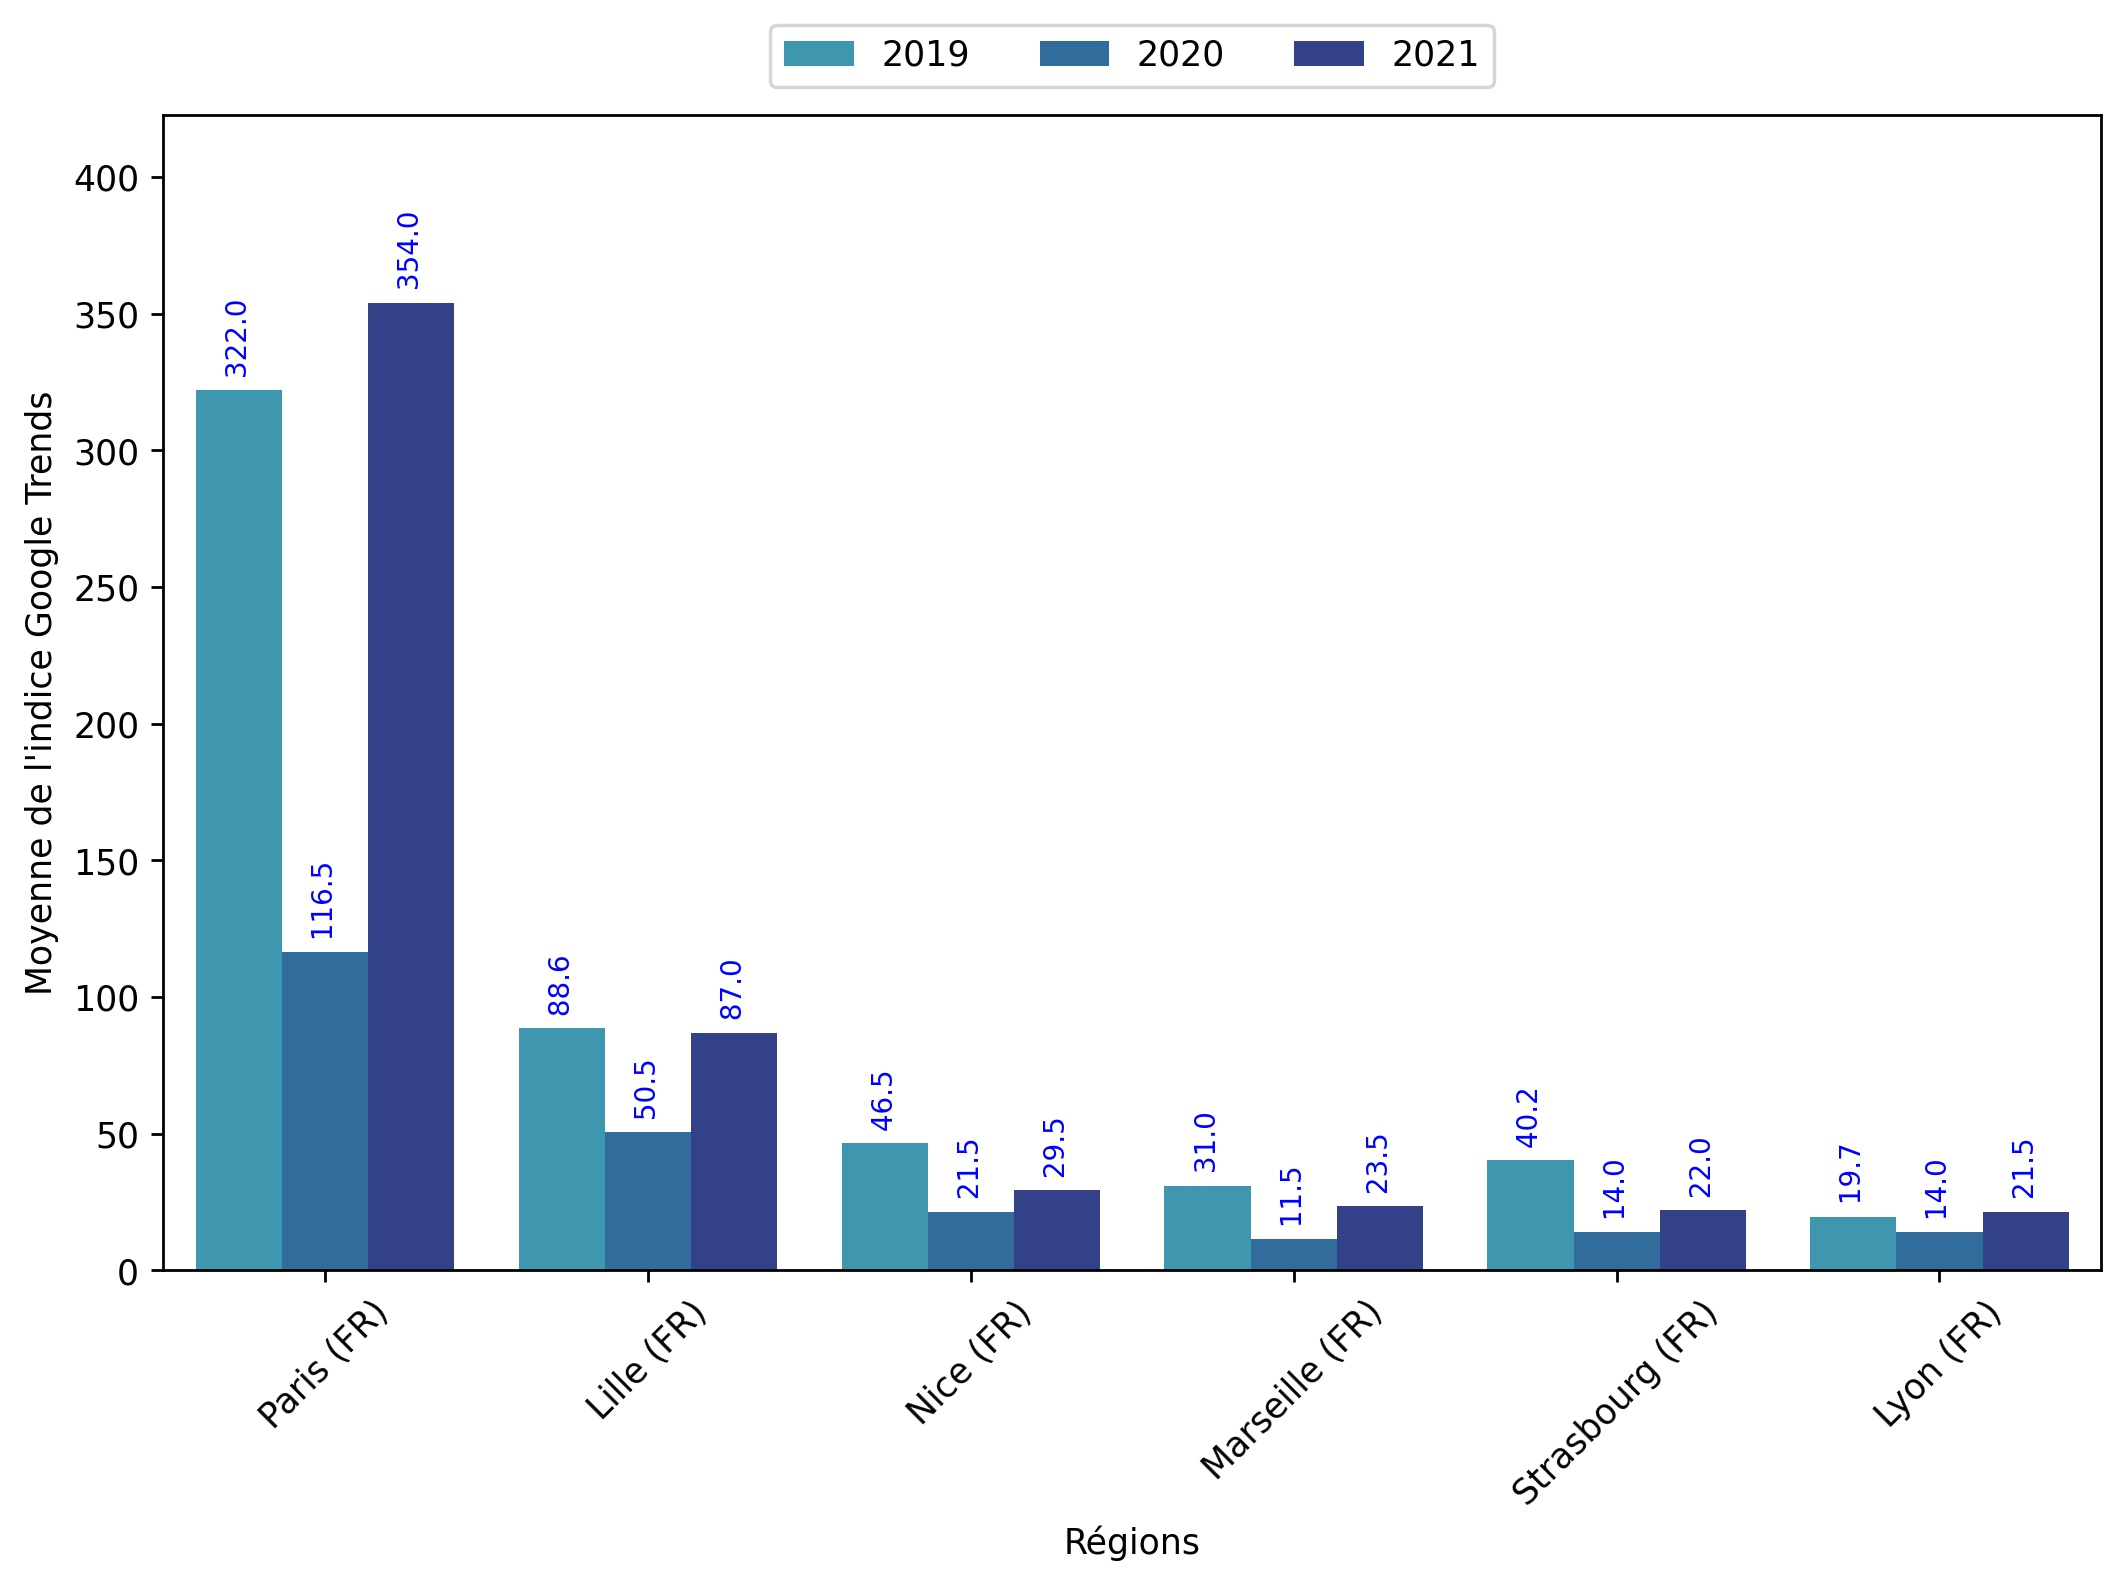 2019 2020 2021
Moyenne de l'indice Google Trends
400
350
300
250
200
150
100
50
0
322.0 116.5 354.0
88.6 50.5 87.0
46.5 21.5 29.5
31.0 11.5 23.5
40.2 14.0 22.0
19.7 14.0 21.5
Paris (FR)
Lille (FR)
Nice (FR)
Marseille (FR)
Strasbourg (FR)
Lyon (FR)
Régions